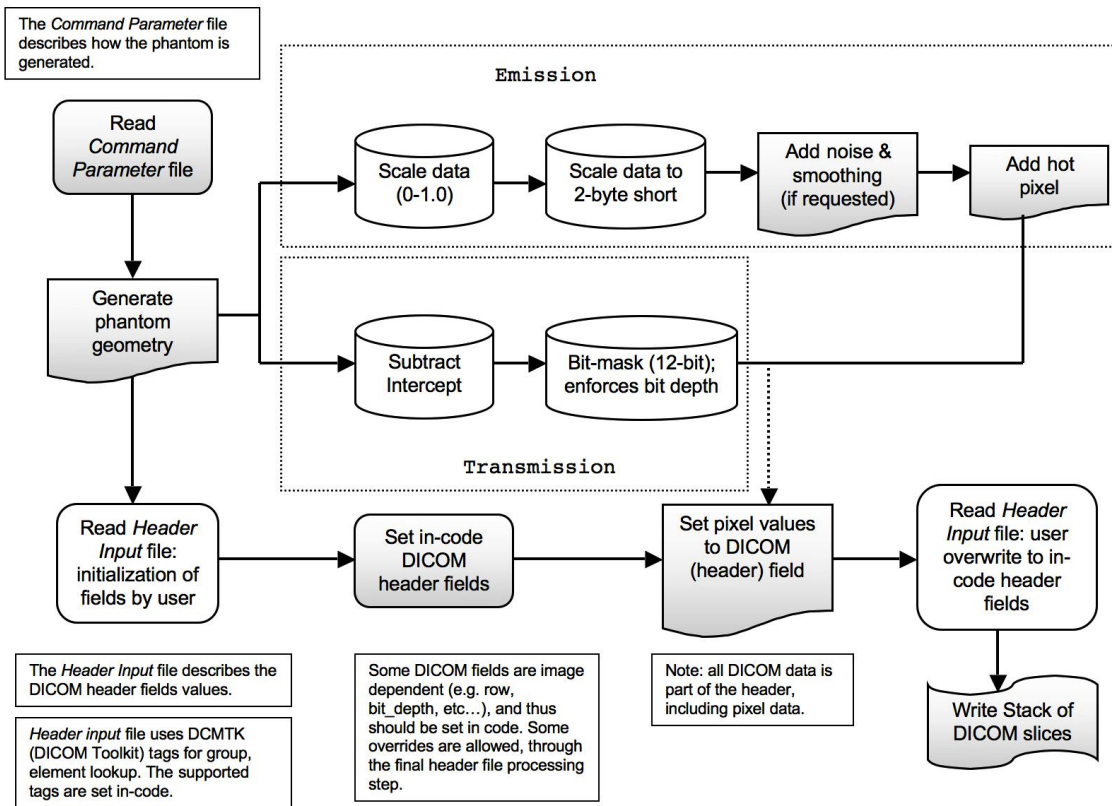 The Command Parameter file
describes how the phantom is
generated.
Emission
Read
Command
Parameter file
Scale data
(0-1.0)
Scale data to
2-byte short
Add noise &
smoothing
(if requested)
Add hot
pixel
Generate
phantom
geometry
Subtract
Intercept
Bit-mask (12-bit);
enforces bit depth
Transmission
Read Header
Input file:
initialization of
fields by user
Set in-code
DICOM
header fields
Set pixel values
to DICOM
(header) field
Read Header
Input file: user
overwrite to in-
code header
fields
The Header Input file describes the
DICOM header fields values.
Header input file uses DCMTK
(DICOM Toolkit) tags for group,
element lookup. The supported
tags are set in-code.
Some DICOM fields are image
dependent (e.g. row,
bit_depth, etc…), and thus
should be set in code. Some
overrides are allowed, through
the final header file processing
step.
Note: all DICOM data is
part of the header,
including pixel data.
Write Stack of
DICOM slices